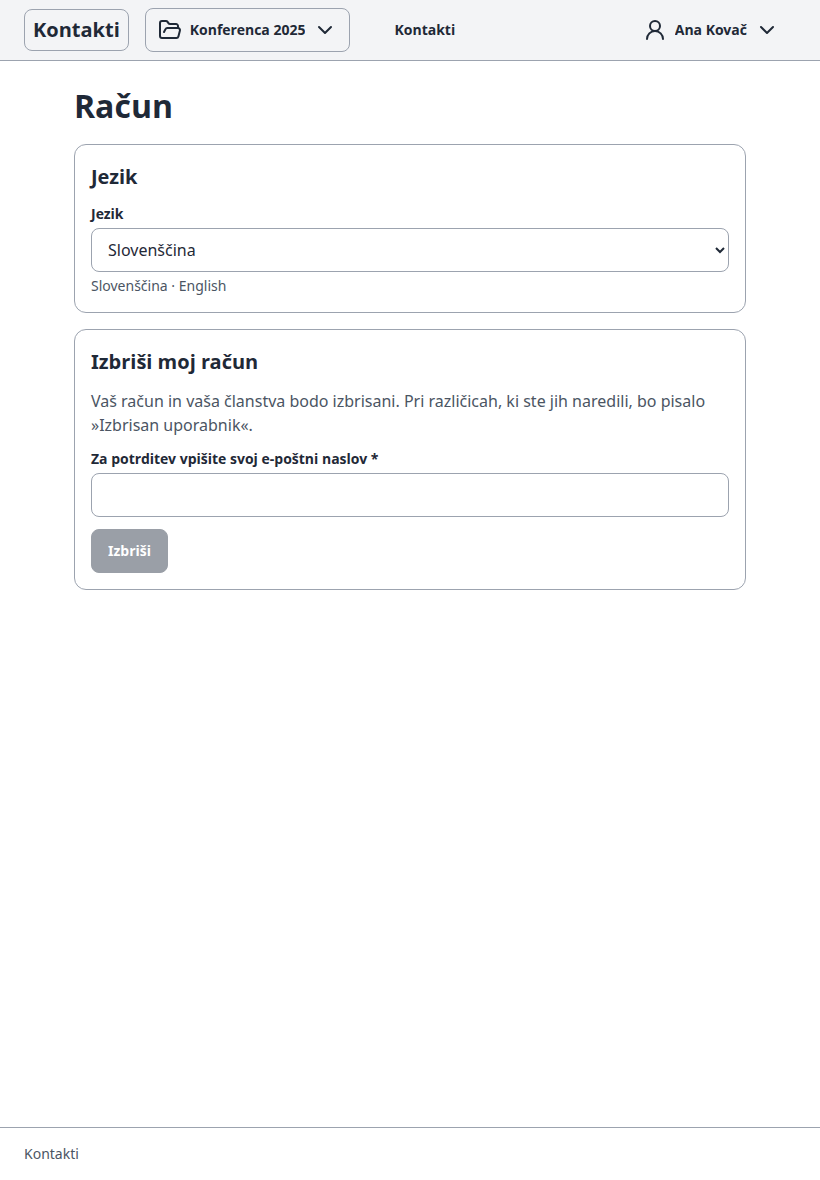 Kontakti
Konferenca 2025
Kontakti
Ana Kovač
Račun
Jezik
Jezik
Slovenščina
Slovenščina · English
Izbriši moj račun
Vaš račun in vaša članstva bodo izbrisani. Pri različicah, ki ste jih naredili, bo pisalo
»Izbrisan uporabnik«.
Za potrditev vpišite svoj e-poštni naslov *
Izbriši
Kontakti